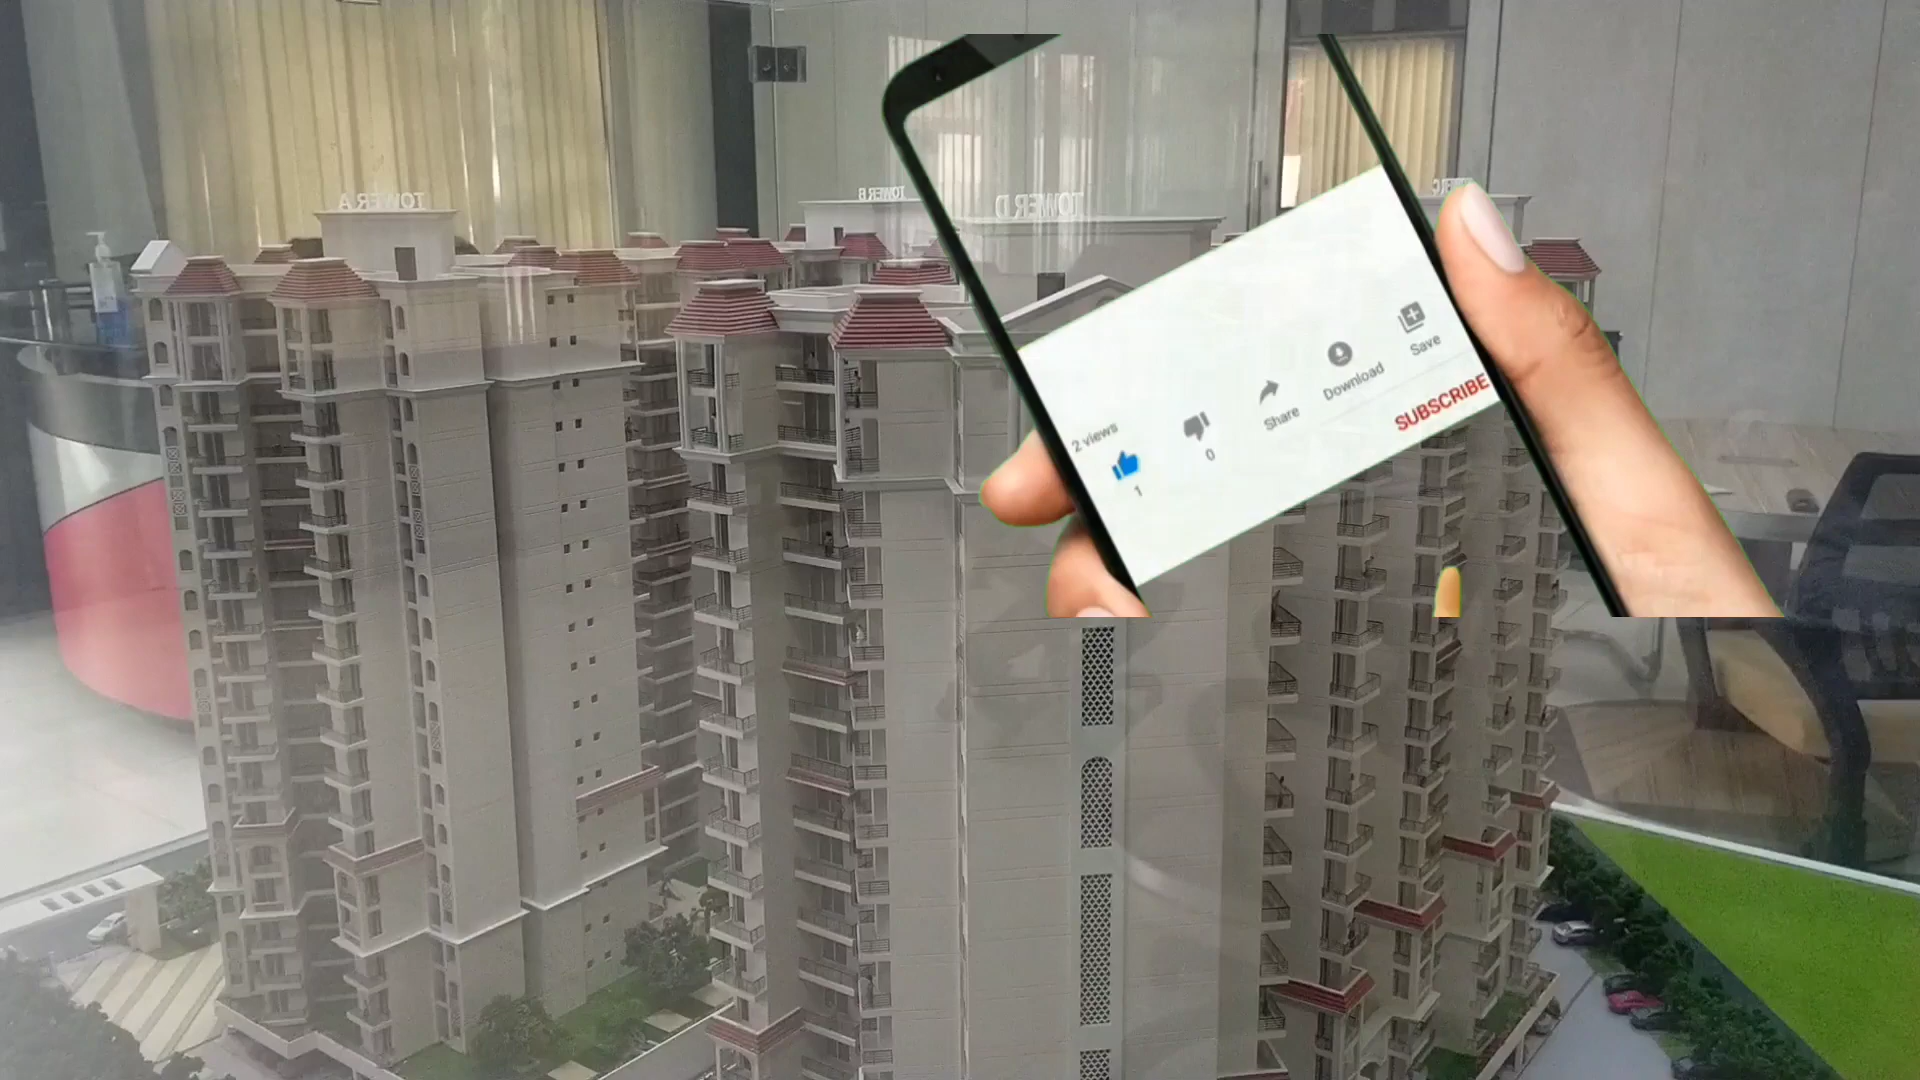 TOWER A
TOWER B
TOWER D
2 views
1
0
Share
Download
Save
SUBSCRIBE